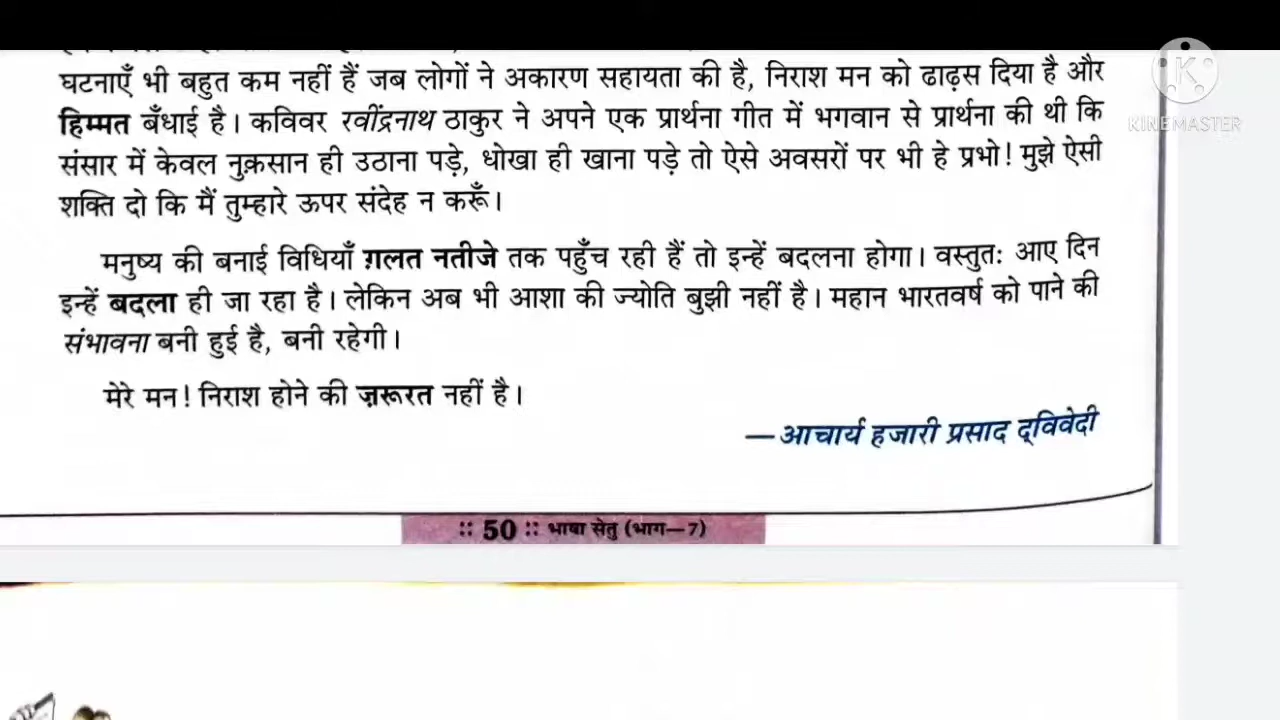 घटनाएँ भी बहुत कम नहीं हैं जब लोगों ने अकारण सहायता की है, निराश मन को ढाढ़स दिया है और
हिम्मत बँधाई है। कविवर रवींद्रनाथ ठाकुर ने अपने एक प्रार्थना गीत में भगवान से प्रार्थना की थी कि
संसार में केवल नुक़सान ही उठाना पड़े, धोखा ही खाना पड़े तो ऐसे अवसरों पर भी हे प्रभो! मुझे ऐसी
शक्ति दो कि मैं तुम्हारे ऊपर संदेह न करूँ।
मनुष्य की बनाई विधियाँ ग़लत नतीजे तक पहुँच रही हैं तो इन्हें बदलना होगा। वस्तुतः आए दिन
इन्हें बदला ही जा रहा है। लेकिन अब भी आशा की ज्योति बुझी नहीं है। महान भारतवर्ष को पाने की
संभावना बनी हुई है, बनी रहेगी।
मेरे मन! निराश होने की ज़रूरत नहीं है।
—आचार्य हजारी प्रसाद द्विवेदी
:: 50 :: भाषा सेतु (भाग—7)
K
KINEMASTER